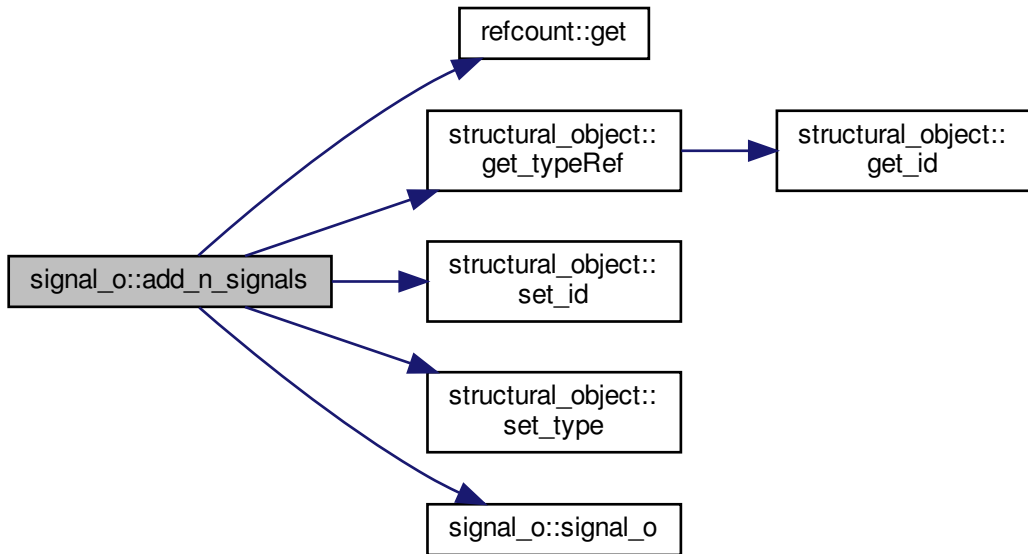 refcount::get
structural_object::
get_typeRef
structural_object::
get_id
signal_o::add_n_signals
structural_object::
set_id
structural_object::
set_type
signal_o::signal_o